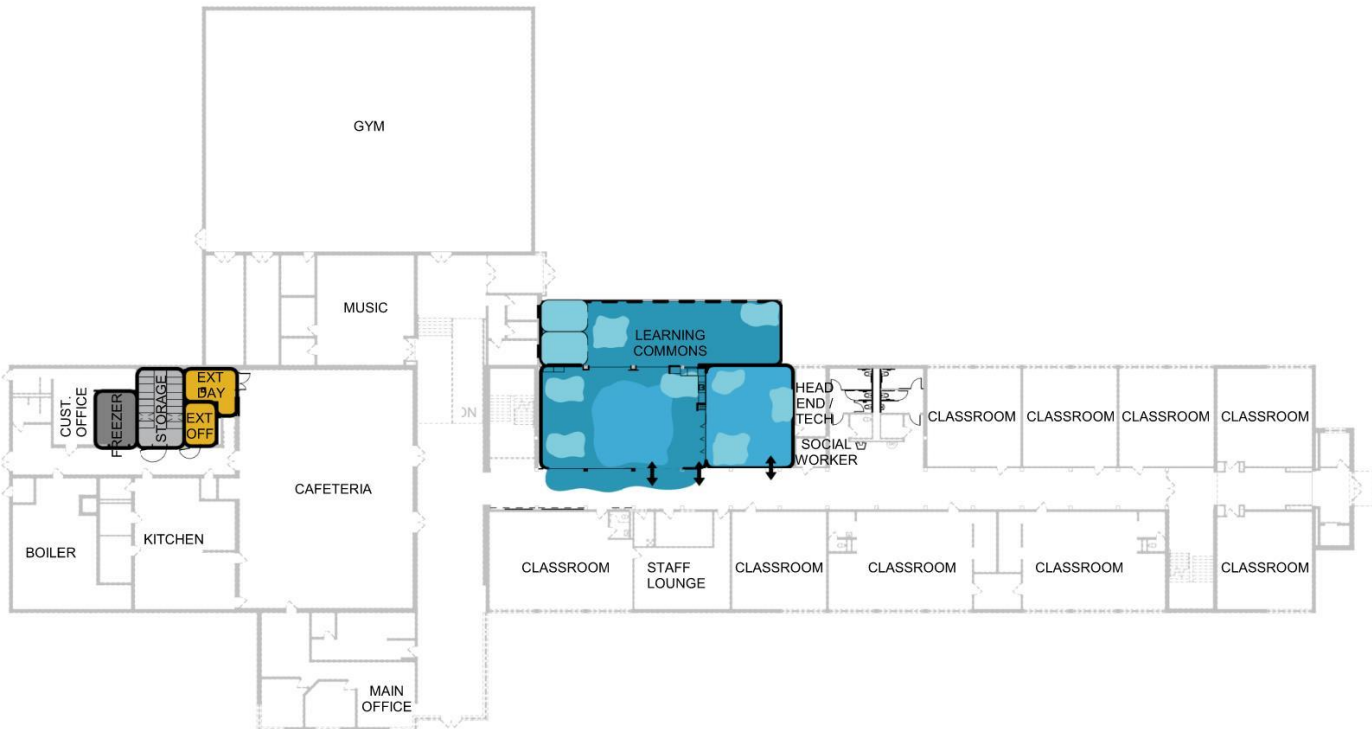 GYM
MUSIC
LEARNING
COMMONS
EXT
DAY
EXT
OFF
STORAGE
FREEZER
CUST.
OFFICE
HEAD
END /
TECH
SOCIAL
WORKER
CLASSROOM
CLASSROOM
CLASSROOM
CLASSROOM
CAFETERIA
BOILER
KITCHEN
CLASSROOM
STAFF
LOUNGE
CLASSROOM
CLASSROOM
CLASSROOM
CLASSROOM
MAIN
OFFICE